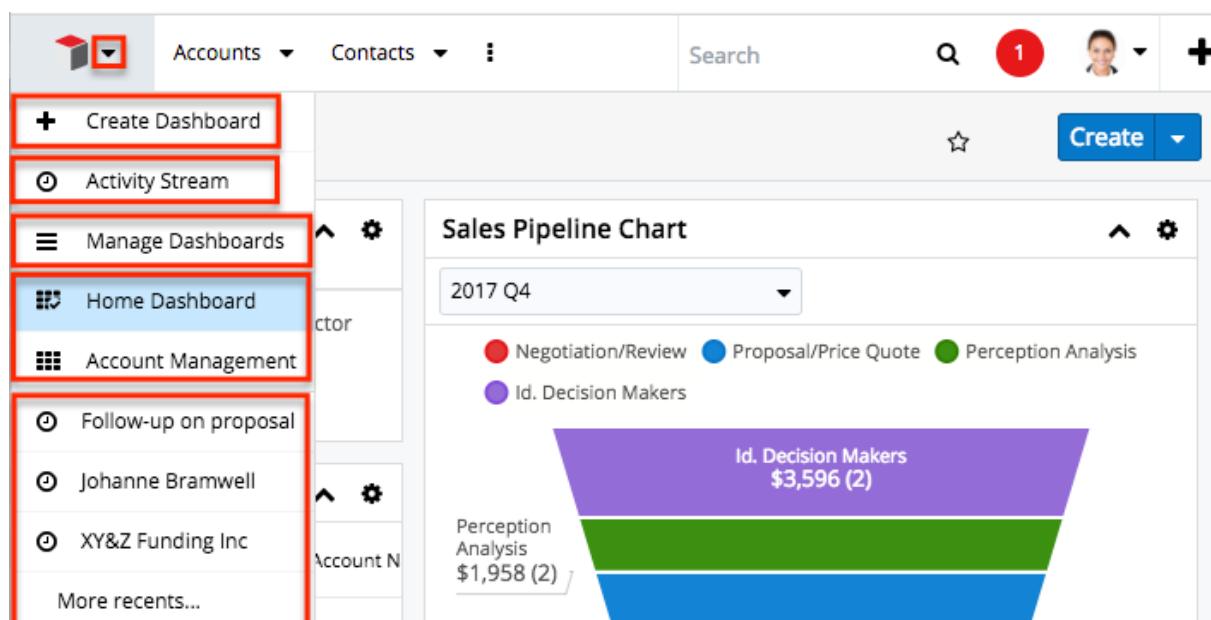 Accounts
Contacts
Search
1
Create Dashboard
Create
Activity Stream
Manage Dashboards
Home Dashboard
Account Management
Follow-up on proposal
Johanne Bramwell
XY&Z Funding Inc
More recents...
ctor
Account N
Sales Pipeline Chart
2017 Q4
Negotiation/Review Proposal/Price Quote Perception Analysis
Id. Decision Makers
Id. Decision Makers
$3,596 (2)
Perception
Analysis
$1,958 (2)